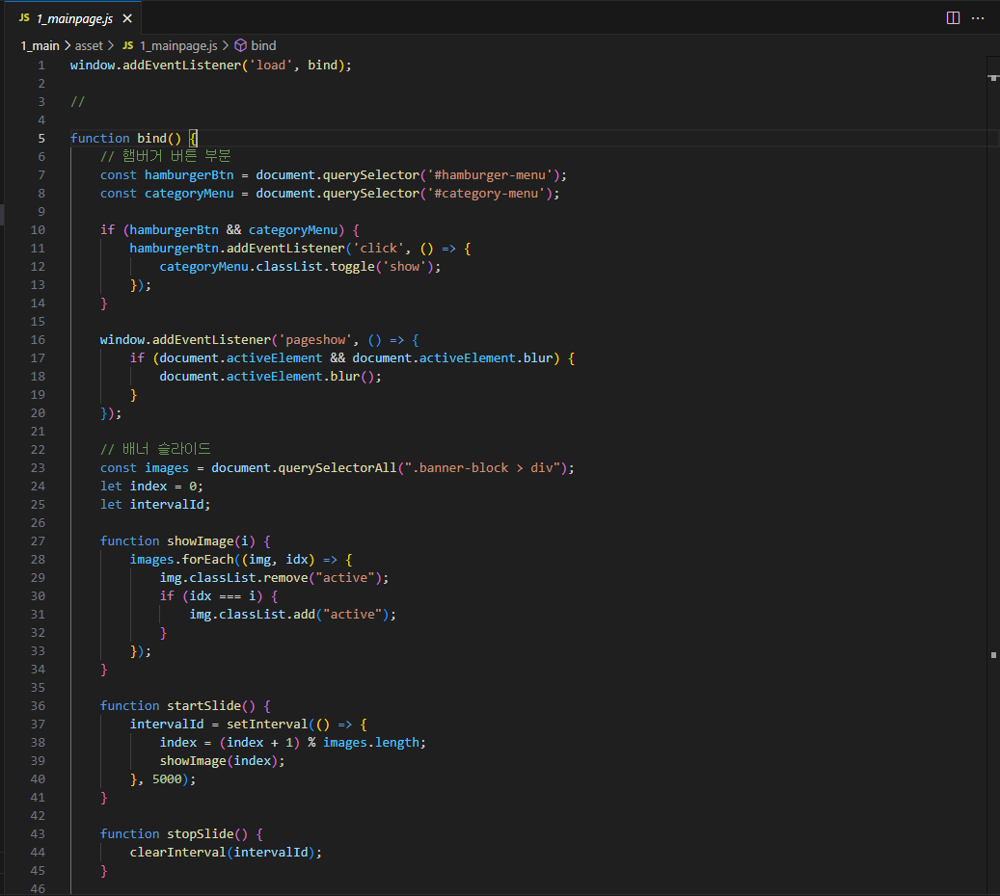 JS 1_mainpage.js
1_main > asset > JS 1_mainpage.js > bind
1 window.addEventListener('load', bind);
2
3 //
4
5 function bind() {
6 // 햄버거 버튼 부분
7 const hamburgerBtn = document.querySelector('#hamburger-menu');
8 const categoryMenu = document.querySelector('#category-menu');
9
10 if (hamburgerBtn && categoryMenu) {
11 hamburgerBtn.addEventListener('click', () => {
12 categoryMenu.classList.toggle('show');
13 });
14 }
15
16 window.addEventListener('pageshow', () => {
17 if (document.activeElement && document.activeElement.blur) {
18 document.activeElement.blur();
19 }
20 });
21
22 // 배너 슬라이드
23 const images = document.querySelectorAll(".banner-block > div");
24 let index = 0;
25 let intervalId;
26
27 function showImage(i) {
28 images.forEach((img, idx) => {
29 img.classList.remove("active");
30 if (idx === i) {
31 img.classList.add("active");
32 }
33 });
34 }
35
36 function startSlide() {
37 intervalId = setInterval(() => {
38 index = (index + 1) % images.length;
39 showImage(index);
40 }, 5000);
41 }
42
43 function stopSlide() {
44 clearInterval(intervalId);
45 }
46